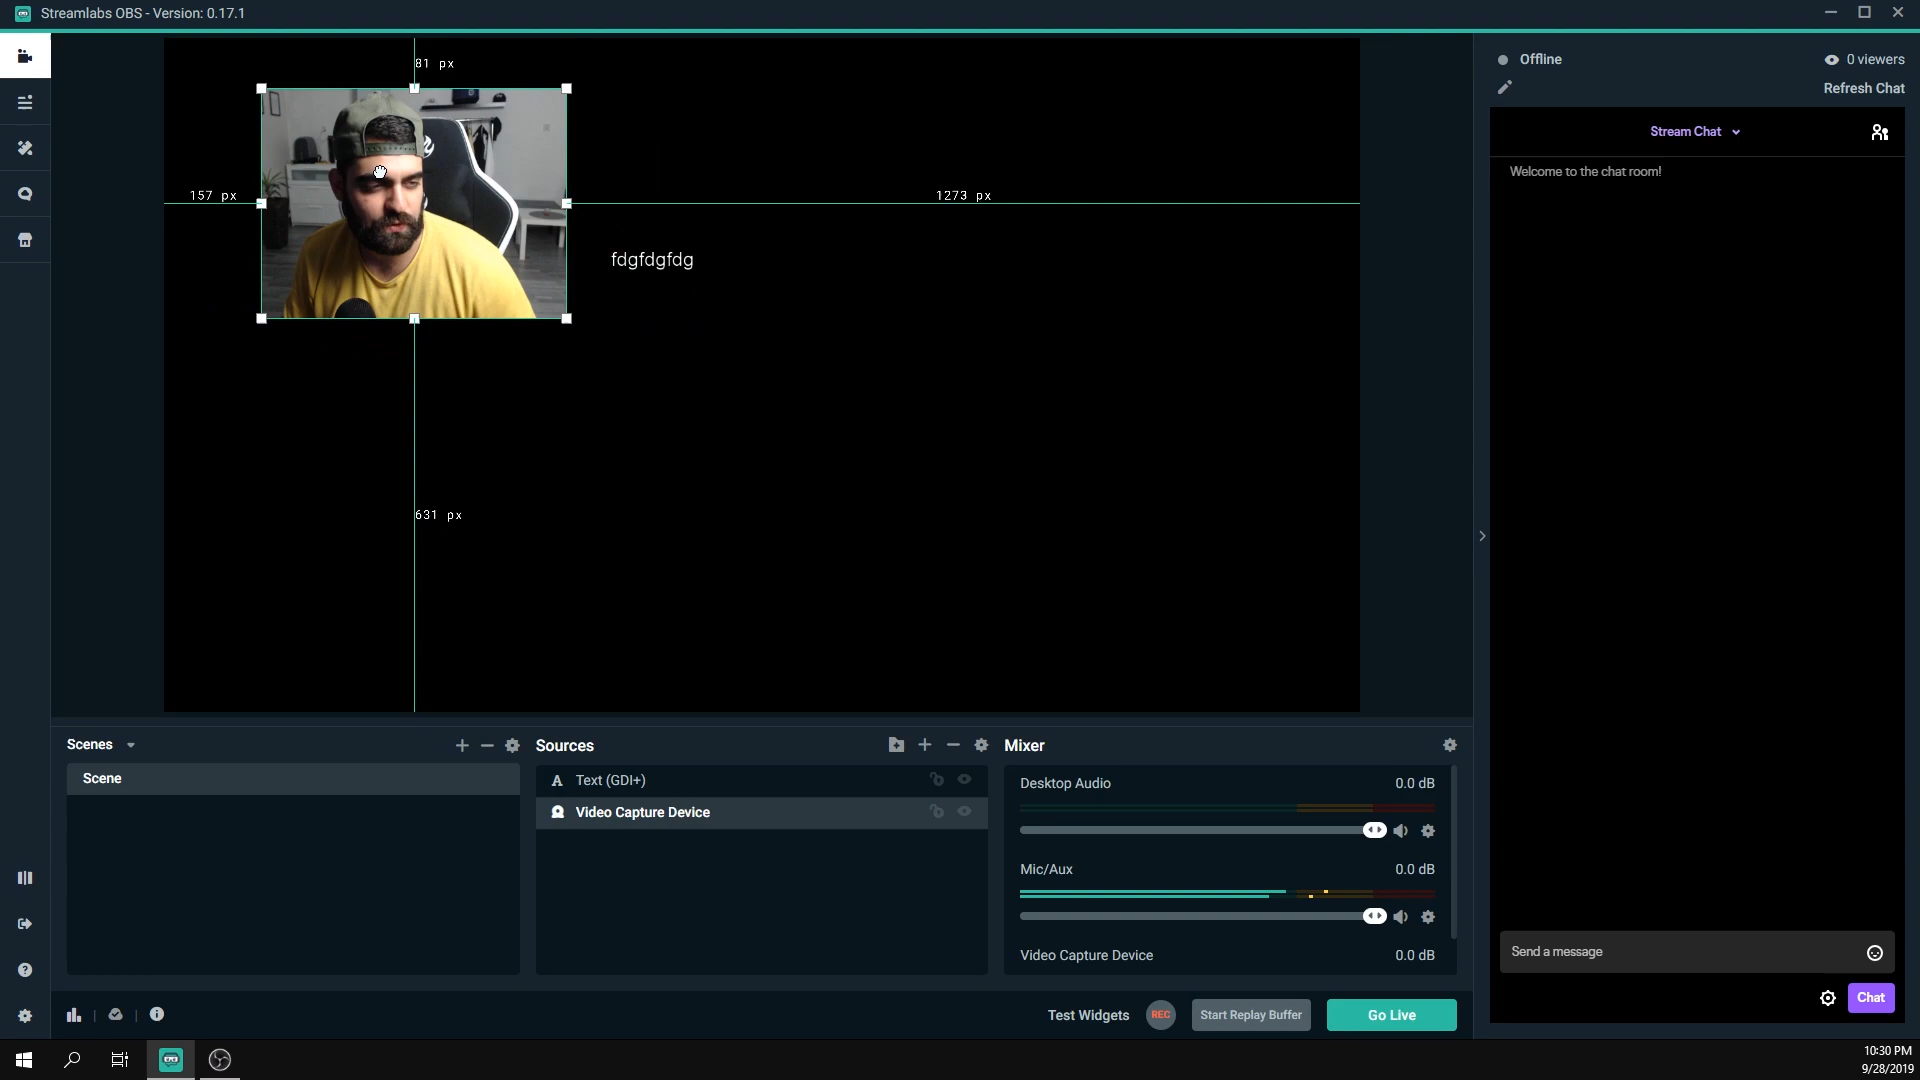 Streamlabs OBS - Version: 0.17.1
Offline
0 viewers
Refresh Chat
Stream Chat
Welcome to the chat room!
81 px
157 px
1273 px
fdgfdgfdg
631 px
Scenes
Scene
Sources
Text (GDI+)
Video Capture Device
Mixer
Desktop Audio 0.0 dB
Mic/Aux 0.0 dB
Video Capture Device 0.0 dB
Send a message
Chat
Test Widgets
REC
Start Replay Buffer
Go Live
10:30 PM
9/28/2019